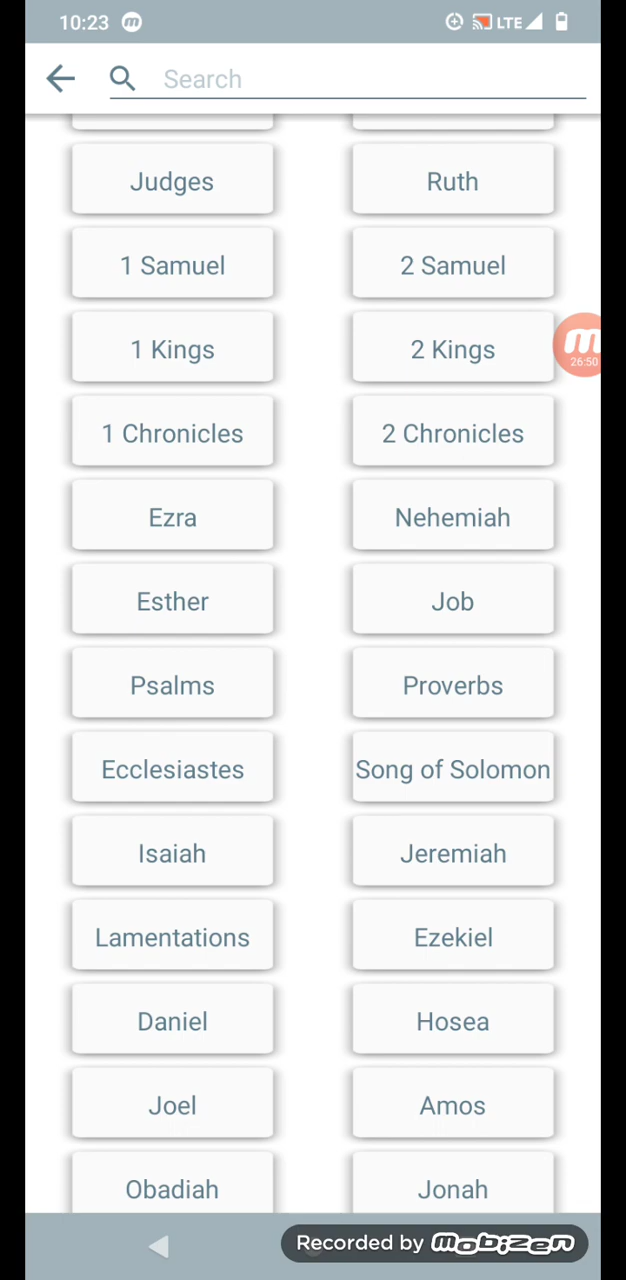 10:23 m LTE
Search
Judges Ruth
1 Samuel 2 Samuel
1 Kings 2 Kings
m
26:50
1 Chronicles 2 Chronicles
Ezra Nehemiah
Esther Job
Psalms Proverbs
Ecclesiastes Song of Solomon
Isaiah Jeremiah
Lamentations Ezekiel
Daniel Hosea
Joel Amos
Obadiah Jonah
Recorded by mobizen